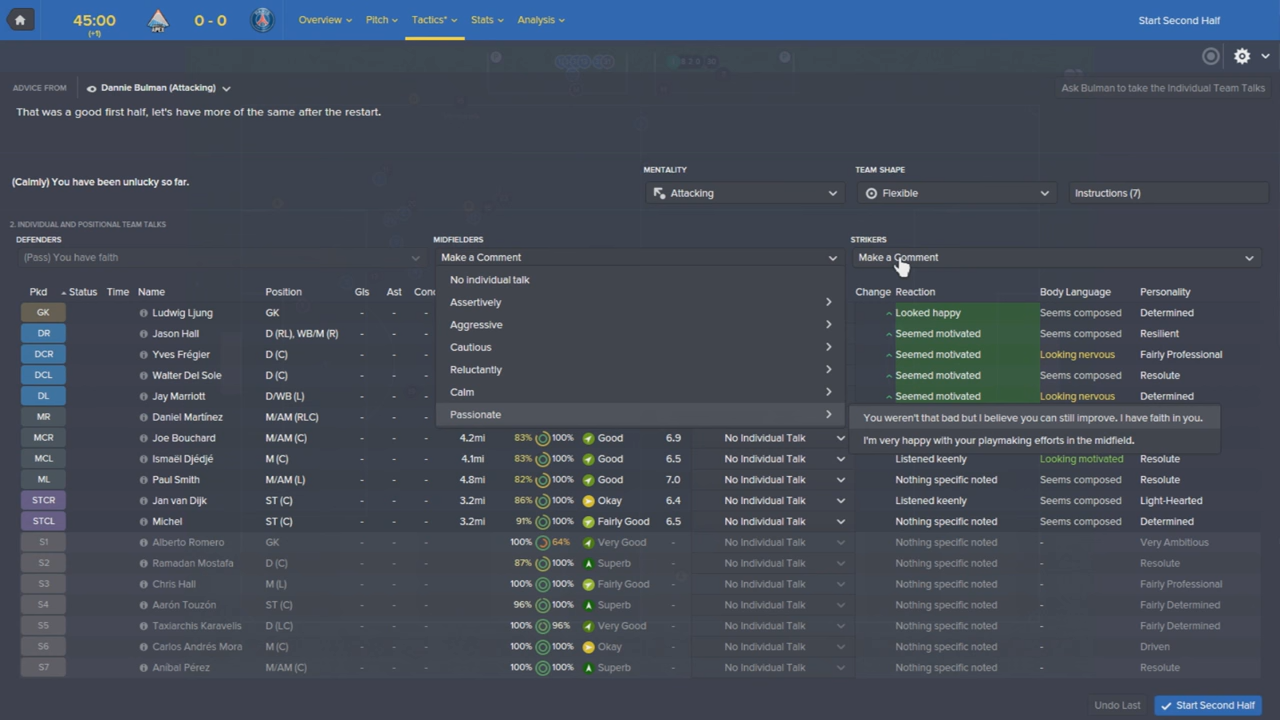 45:00
(+1)
APEX
0 - 0
Overview
Pitch
Tactics*
Stats
Analysis
Start Second Half
ADVICE FROM
Dannie Bulman (Attacking)
Ask Bulman to take the Individual Team Talks
That was a good first half, let's have more of the same after the restart.
MENTALITY
TEAM SHAPE
(Calmly) You have been unlucky so far.
Attacking
Flexible
Instructions (7)
2. INDIVIDUAL AND POSITIONAL TEAM TALKS
DEFENDERS
MIDFIELDERS
STRIKERS
(Pass) You have faith
Make a Comment
Make a Comment
No individual talk
Assertively
Aggressive
Cautious
Reluctantly
Calm
Passionate
You weren't that bad but I believe you can still improve. I have faith in you.
I'm very happy with your playmaking efforts in the midfield.
Pkd Status Time Name Position Gls Ast Cond Change Reaction Body Language Personality
GK Ludwig Ljung GK - - Looked happy Seems composed Determined
DR Jason Hall D (RL), WB/M (R) - - Seemed motivated Seems composed Resilient
DCR Yves Frégier D (C) - - Seemed motivated Looking nervous Fairly Professional
DCL Walter Del Sole D (C) - - Seemed motivated Seems composed Resolute
DL Jay Marriott D/WB (L) - - Seemed motivated Looking nervous Determined
MR Daniel Martínez M/AM (RLC) - -
MCR Joe Bouchard M/AM (C) - - 4.2mi 83% 100% Good 6.9 No Individual Talk
MCL Ismaël Djédjé M (C) - - 4.1mi 83% 100% Good 6.5 No Individual Talk Listened keenly Looking motivated Resolute
ML Paul Smith M/AM (L) - - 4.8mi 82% 100% Good 7.0 No Individual Talk Nothing specific noted Seems composed Resolute
STCR Jan van Dijk ST (C) - - 3.2mi 86% 100% Okay 6.4 No Individual Talk Listened keenly Seems composed Light-Hearted
STCL Michel ST (C) - - 3.2mi 91% 100% Fairly Good 6.5 No Individual Talk Nothing specific noted Seems composed Determined
S1 Alberto Romero GK - - 100% 64% Very Good - No Individual Talk Nothing specific noted - Very Ambitious
S2 Ramadan Mostafa D (C) - - 87% 100% Superb - No Individual Talk Nothing specific noted - Resolute
S3 Chris Hall M (L) - - 100% 100% Fairly Good - No Individual Talk Nothing specific noted - Fairly Professional
S4 Aarón Touzón ST (C) - - 96% 100% Superb - No Individual Talk Nothing specific noted - Fairly Determined
S5 Taxiarchis Karavelis D (LC) - - 100% 96% Very Good - No Individual Talk Nothing specific noted - Fairly Determined
S6 Carlos Andrés Mora M (C) - - 100% 100% Okay - No Individual Talk Nothing specific noted - Driven
S7 Aníbal Pérez M/AM (C) - - 100% 100% Superb - No Individual Talk Nothing specific noted - Resolute
Undo Last
Start Second Half